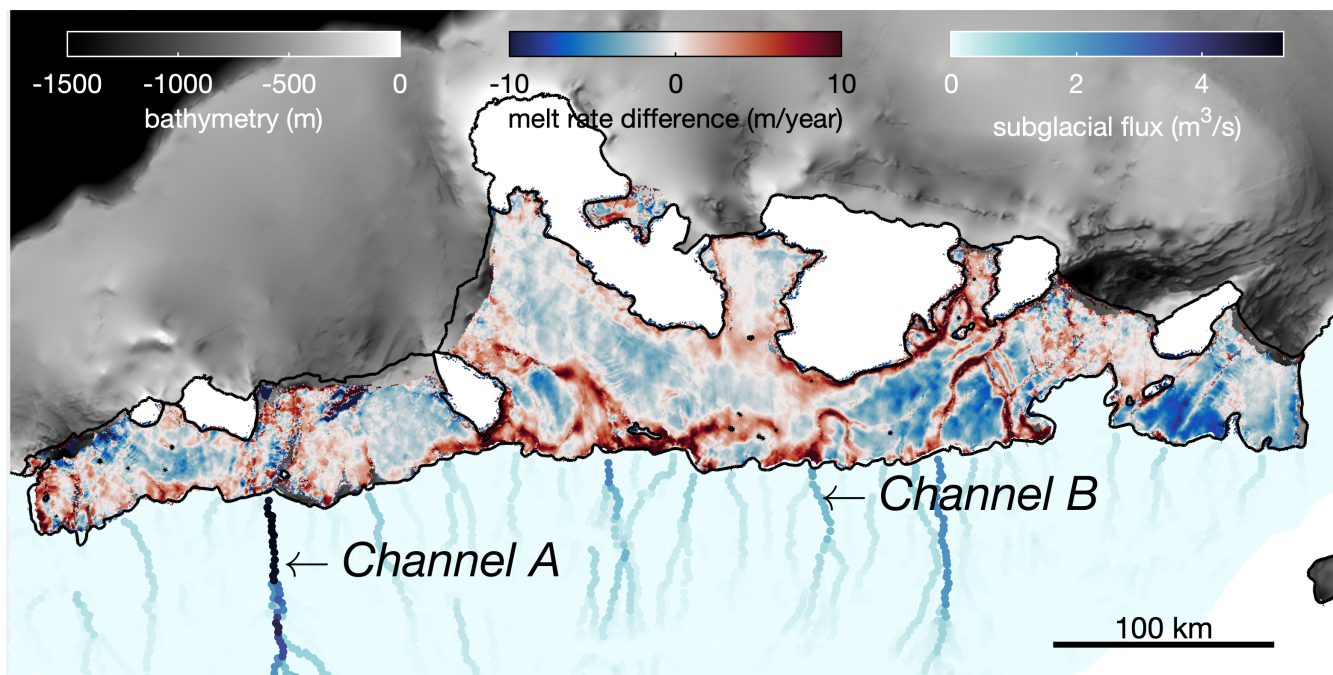 -1500 -1000 -500 0
bathymetry (m)
-10 0 10
melt rate difference (m/year)
0 2 4
subglacial flux (m³/s)
Channel B
Channel A
100 km